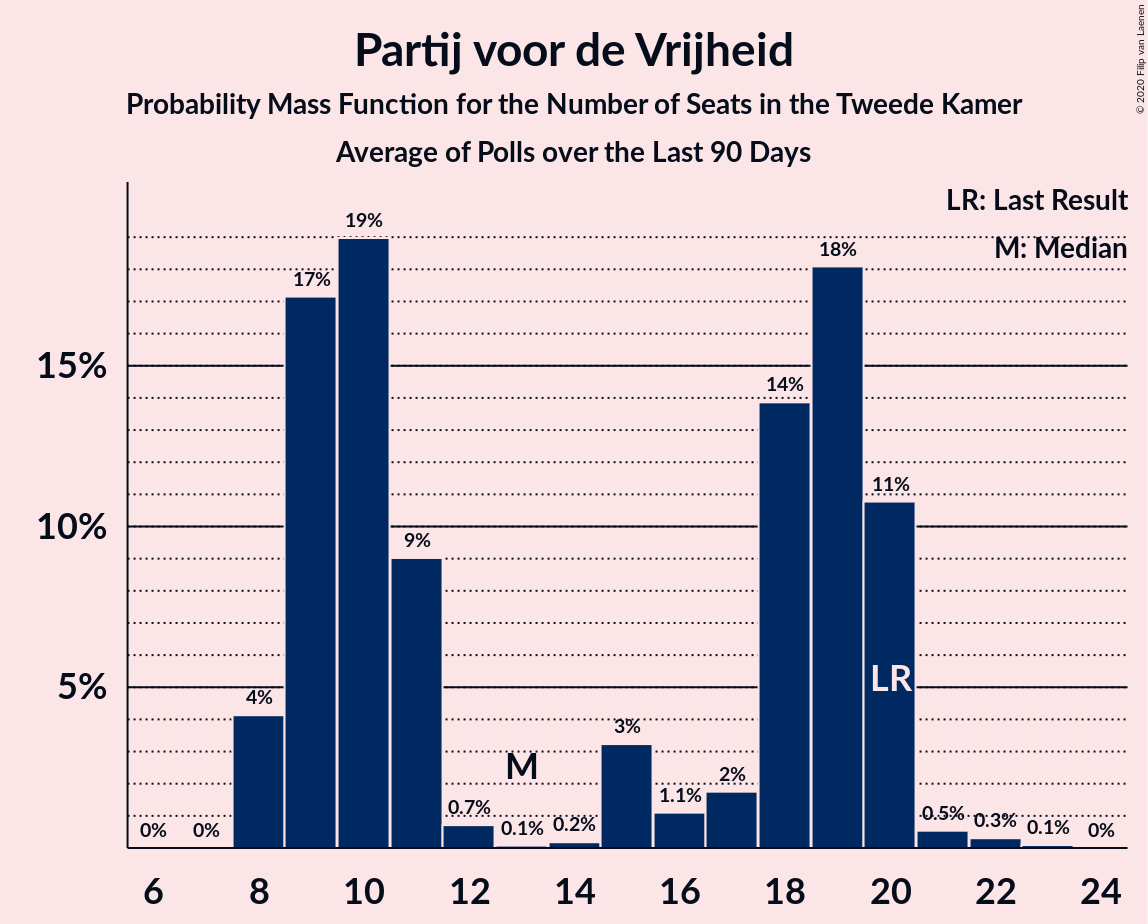 Partij voor de Vrijheid
Probability Mass Function for the Number of Seats in the Tweede Kamer
Average of Polls over the Last 90 Days
© 2020 Filip van Laenen
LR: Last Result
M: Median
19%
18%
17%
15%
14%
11%
10%
9%
LR
5%
4%
3%
M
2%
1.1%
0.7%
0% 0% 0.1% 0.2% 0.5% 0.3% 0.1% 0%
6 8 10 12 14 16 18 20 22 24